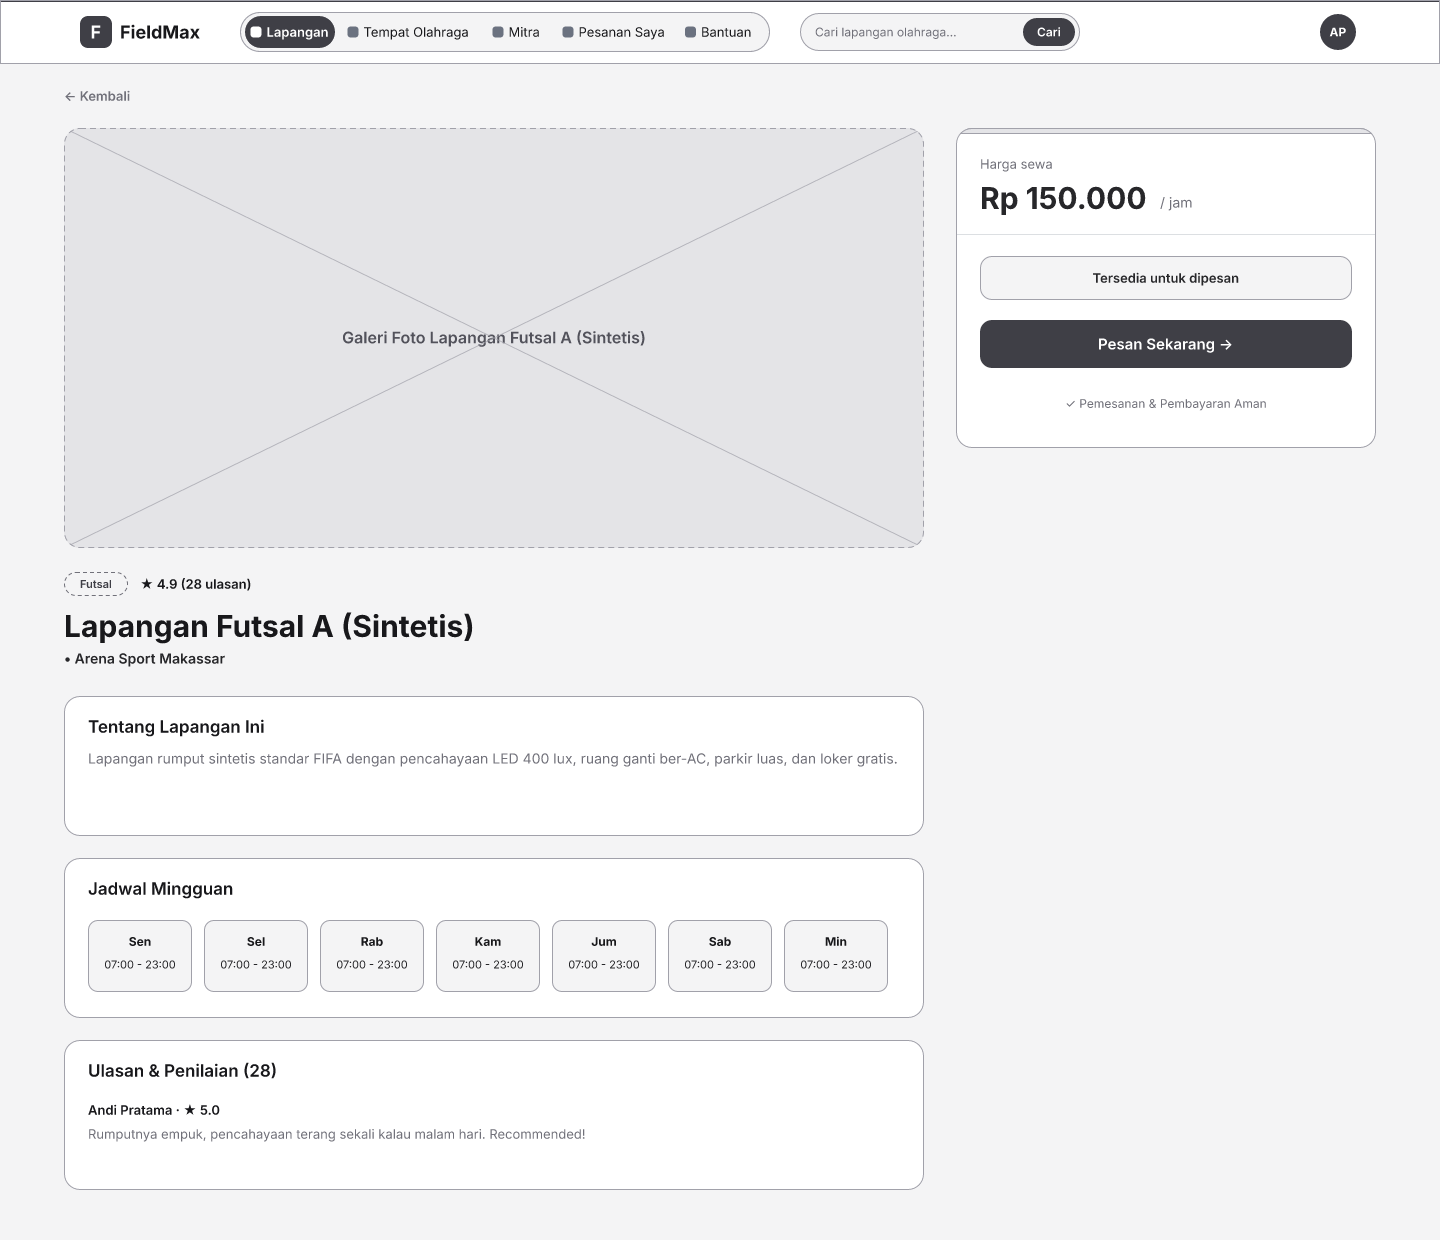 F FieldMax Lapangan Tempat Olahraga Mitra Pesanan Saya Bantuan Cari lapangan olahraga... Cari AP
← Kembali
Galeri Foto Lapangan Futsal A (Sintetis)
Harga sewa
Rp 150.000 / jam
Tersedia untuk dipesan
Pesan Sekarang →
✓ Pemesanan & Pembayaran Aman
Futsal ★ 4.9 (28 ulasan)
Lapangan Futsal A (Sintetis)
• Arena Sport Makassar
Tentang Lapangan Ini
Lapangan rumput sintetis standar FIFA dengan pencahayaan LED 400 lux, ruang ganti ber-AC, parkir luas, dan loker gratis.
Jadwal Mingguan
Sen Sel Rab Kam Jum Sab Min
07:00 - 23:00 07:00 - 23:00 07:00 - 23:00 07:00 - 23:00 07:00 - 23:00 07:00 - 23:00 07:00 - 23:00
Ulasan & Penilaian (28)
Andi Pratama · ★ 5.0
Rumputnya empuk, pencahayaan terang sekali kalau malam hari. Recommended!